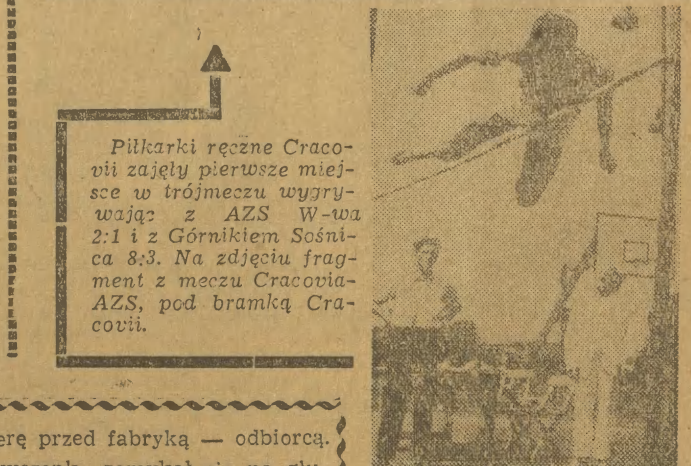 Piłkarki ręczne Craco-
vii zajęły pierwsze miej-
sce w trójmeczu wygry-
wając z AZS W-wa
2:1 i z Górnikiem Sośni-
ca 8:3. Na zdjęciu frag-
ment z meczu Cracovia-
AZS, pod bramką Cra-
covii.
erę przed fabryką — odbiorcą.